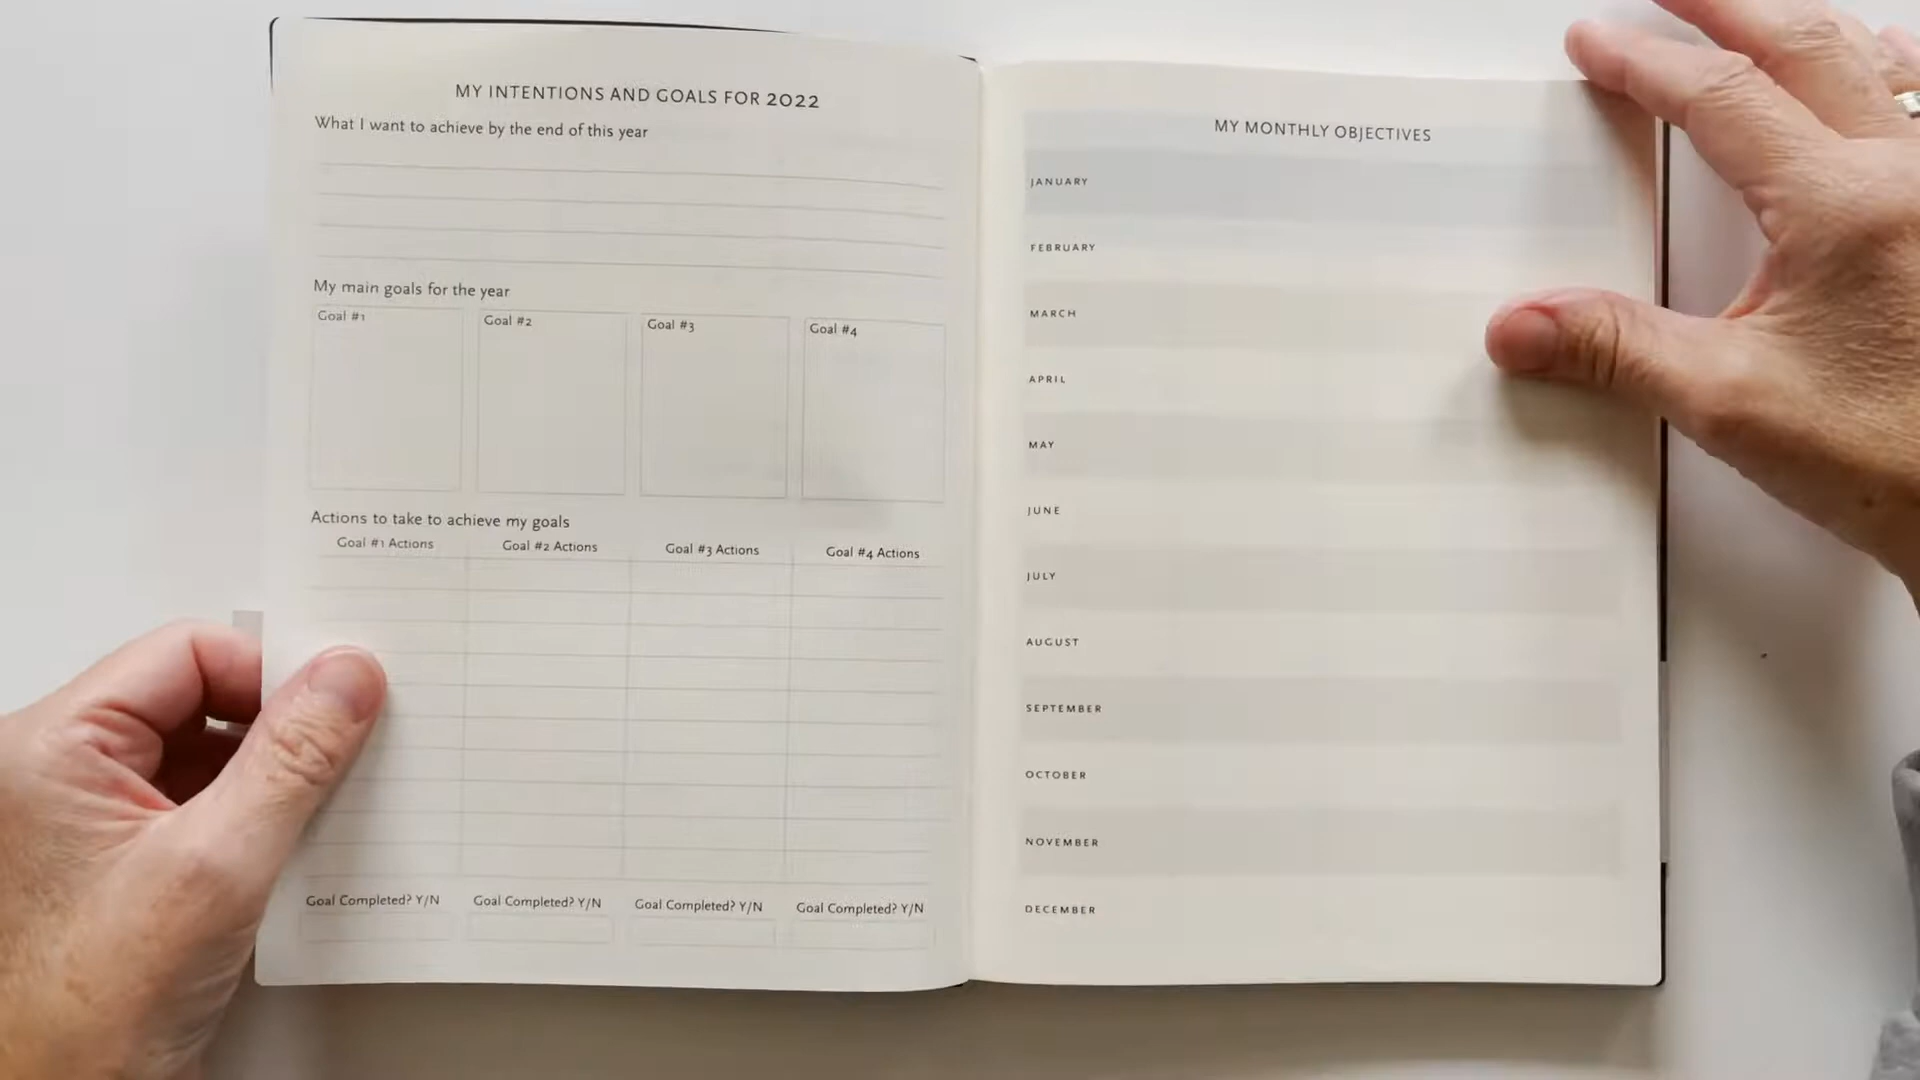 MY INTENTIONS AND GOALS FOR 2022
What I want to achieve by the end of this year
My main goals for the year
Goal #1 Goal #2 Goal #3 Goal #4
Actions to take to achieve my goals
Goal #1 Actions Goal #2 Actions Goal #3 Actions Goal #4 Actions
Goal Completed? Y/N Goal Completed? Y/N Goal Completed? Y/N Goal Completed? Y/N
MY MONTHLY OBJECTIVES
JANUARY
FEBRUARY
MARCH
APRIL
MAY
JUNE
JULY
AUGUST
SEPTEMBER
OCTOBER
NOVEMBER
DECEMBER